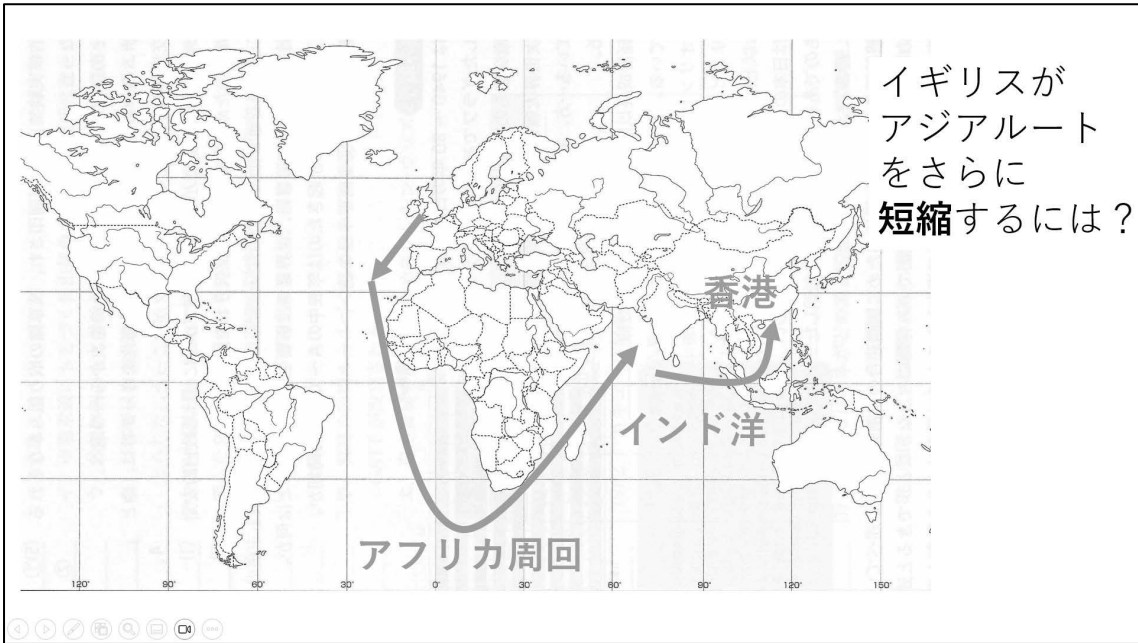 イギリスが
アジアルート
をさらに
短縮するには？
香港
インド洋
アフリカ周回
120°
90°
60°
30°
0°
30°
60°
90°
120°
150°